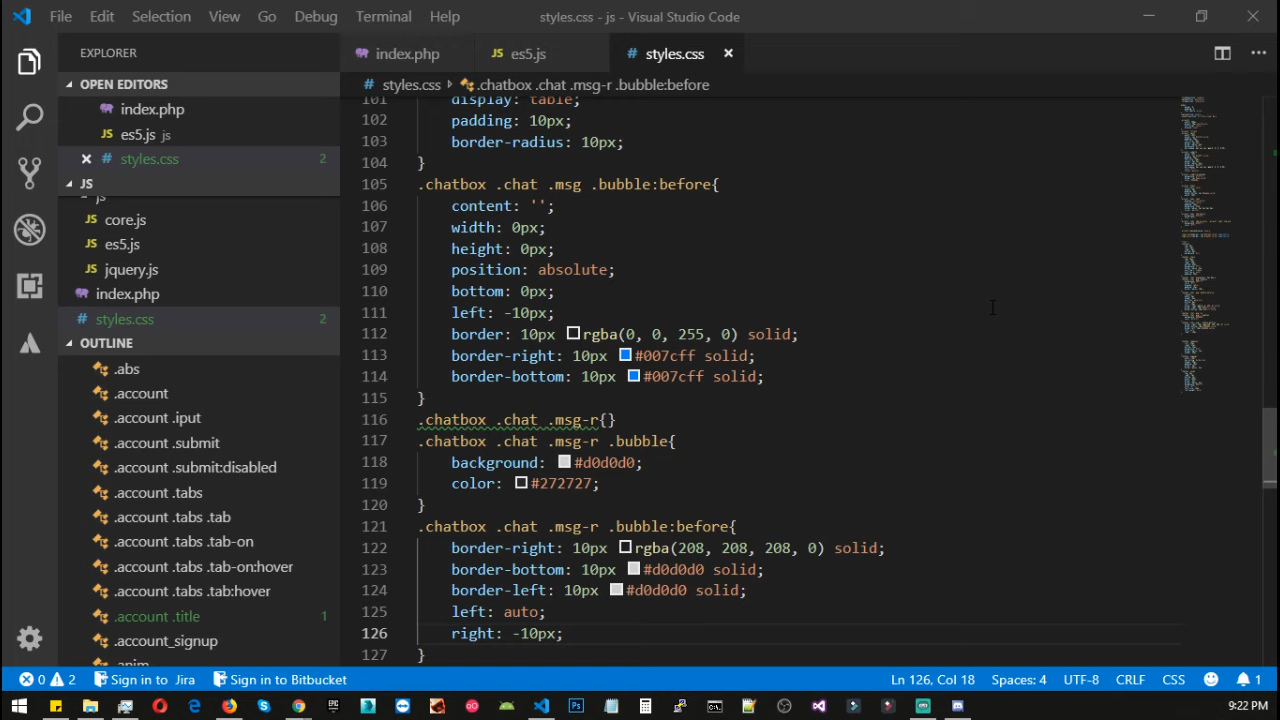 File Edit Selection View Go Debug Terminal Help styles.css - js - Visual Studio Code
EXPLORER
OPEN EDITORS
index.php
es5.js js
# styles.css 2
JS
js
JS core.js
JS es5.js
JS jquery.js
index.php
# styles.css 2
OUTLINE
.abs
.account
.account .iput
.account .submit
.account .submit:disabled
.account .tabs
.account .tabs .tab
.account .tabs .tab-on
.account .tabs .tab-on:hover
.account .tabs .tab:hover
.account .title 1
.account_signup
.anim
index.php JS es5.js # styles.css
# styles.css .chatbox .chat .msg-r .bubble:before
101 display: table;
102 padding: 10px;
103 border-radius: 10px;
104 }
105 .chatbox .chat .msg .bubble:before{
106 content: '';
107 width: 0px;
108 height: 0px;
109 position: absolute;
110 bottom: 0px;
111 left: -10px;
112 border: 10px rgba(0, 0, 255, 0) solid;
113 border-right: 10px #007cff solid;
114 border-bottom: 10px #007cff solid;
115 }
116 .chatbox .chat .msg-r{}
117 .chatbox .chat .msg-r .bubble{
118 background: #d0d0d0;
119 color: #272727;
120 }
121 .chatbox .chat .msg-r .bubble:before{
122 border-right: 10px rgba(208, 208, 208, 0) solid;
123 border-bottom: 10px #d0d0d0 solid;
124 border-left: 10px #d0d0d0 solid;
125 left: auto;
126 right: -10px;
127 }
0 2 Sign in to Jira Sign in to Bitbucket Ln 126, Col 18 Spaces: 4 UTF-8 CRLF CSS 1
9:22 PM